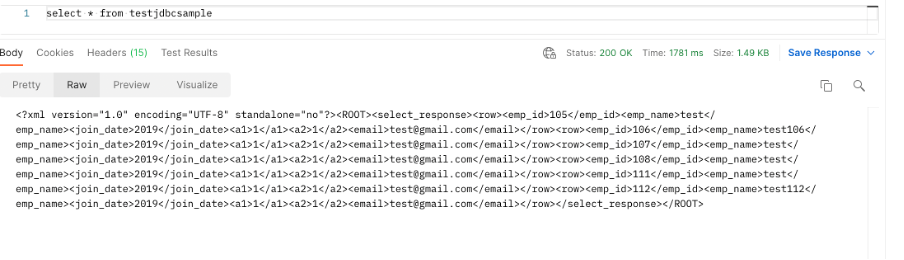 1 select * from testjdbcsample
Body Cookies Headers (15) Test Results Status: 200 OK Time: 1781 ms Size: 1.49 KB Save Response
Pretty Raw Preview Visualize
<?xml version="1.0" encoding="UTF-8" standalone="no"?><ROOT><select_response><row><emp_id>105</emp_id><emp_name>test</
emp_name><join_date>2019</join_date><a1>1</a1><a2>1</a2><email>test@gmail.com</email></row><row><emp_id>106</emp_id><emp_name>test106</
emp_name><join_date>2019</join_date><a1>1</a1><a2>1</a2><email>test@gmail.com</email></row><row><emp_id>107</emp_id><emp_name>test</
emp_name><join_date>2019</join_date><a1>1</a1><a2>1</a2><email>test@gmail.com</email></row><row><emp_id>108</emp_id><emp_name>test</
emp_name><join_date>2019</join_date><a1>1</a1><a2>1</a2><email>test@gmail.com</email></row><row><emp_id>111</emp_id><emp_name>test</
emp_name><join_date>2019</join_date><a1>1</a1><a2>1</a2><email>test@gmail.com</email></row><row><emp_id>112</emp_id><emp_name>test112</
emp_name><join_date>2019</join_date><a1>1</a1><a2>1</a2><email>test@gmail.com</email></row></select_response></ROOT>